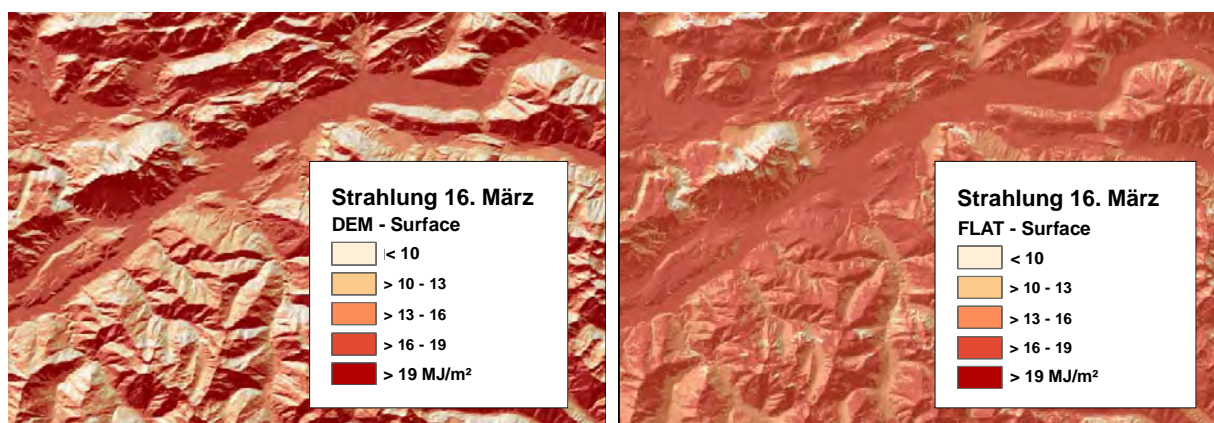 Strahlung 16. März
DEM - Surface
< 10
> 10 - 13
> 13 - 16
> 16 - 19
> 19 MJ/m²
Strahlung 16. März
FLAT - Surface
< 10
> 10 - 13
> 13 - 16
> 16 - 19
> 19 MJ/m²